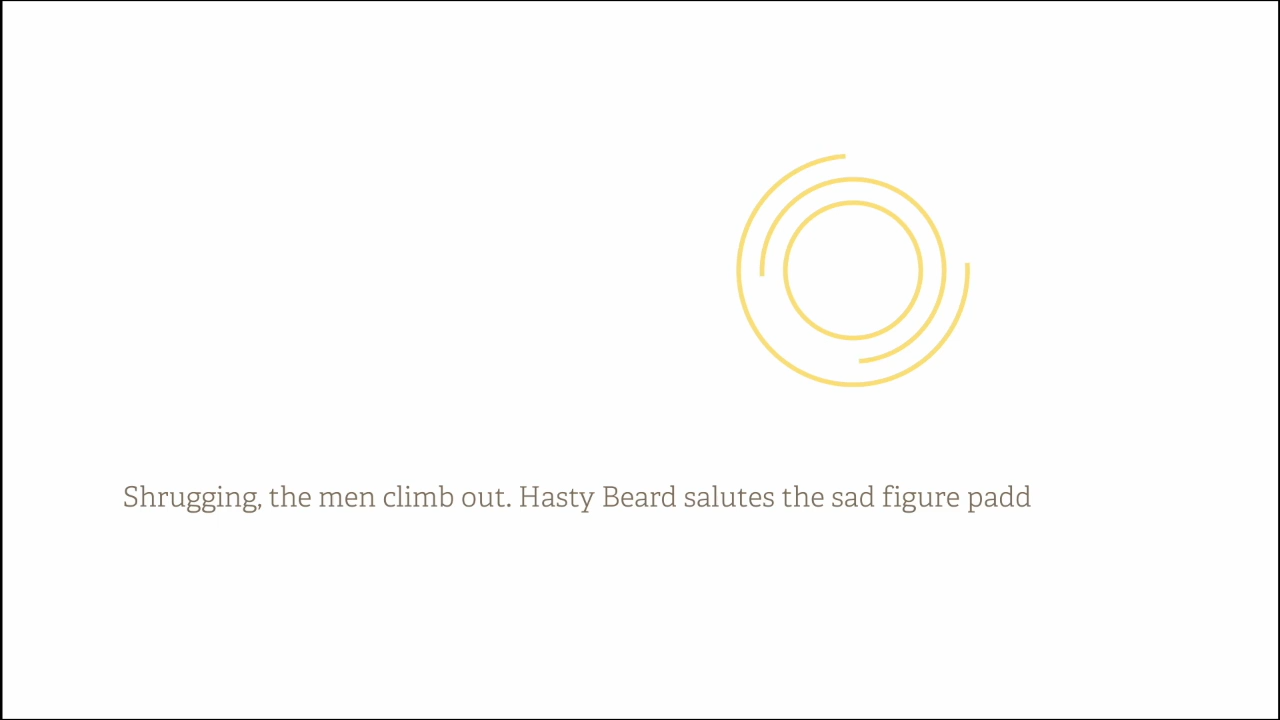 Shrugging, the men climb out. Hasty Beard salutes the sad figure padd